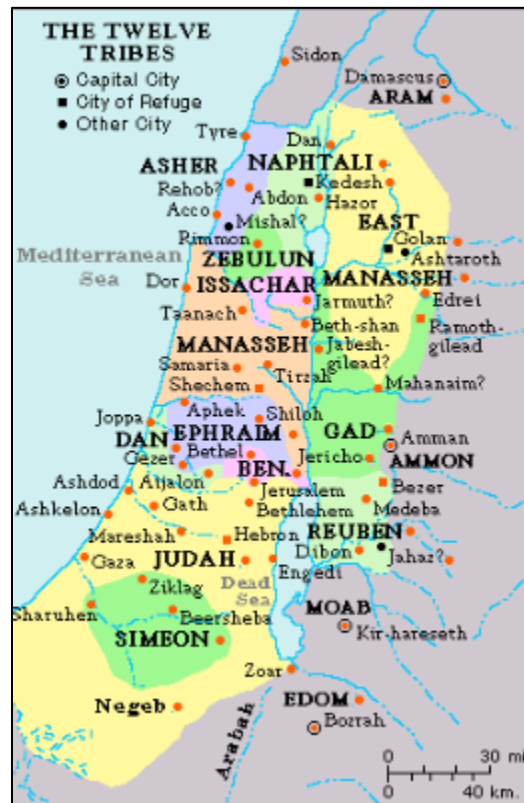 THE TWELVE
TRIBES
Capital City
City of Refuge
Other City
Sidon
Damascus
ARAM
Tyre
Dan
ASHER
NAPHTALI
Rehob?
Kedesh
Abdon
Hazor
Acco
Mishal?
EAST
Golan
Rimmon
Ashtaroth
Mediterranean
Sea
ZEBULUN
ISSACHAR
MANASSEH
Dor
Jarmuth?
Edrei
Taanach
Beth-shan
Ramoth-
gilead
MANASSEH
Jabesh-
gilead?
Samaria
Tirzah
Shechem
Mahanaim?
Joppa
Aphek
Shiloh
DAN
EPHRAIM
GAD
Amman
Gezer
Bethel
Jericho
BEN.
AMMON
Ashdod
Aijalon
Jerusalem
Bezer
Ashkelon
Gath
Bethlehem
Medeba
Mareshah
Hebron
REUBEN
Gaza
JUDAH
Dibon
Jahaz?
Engedi
Dead
Sea
Ziklag
Sharuhen
Beersheba
MOAB
SIMEON
Kir-hareseth
Zoar
Negeb
EDOM
Arabah
Bozrah
0 30 mi
0 40 km.